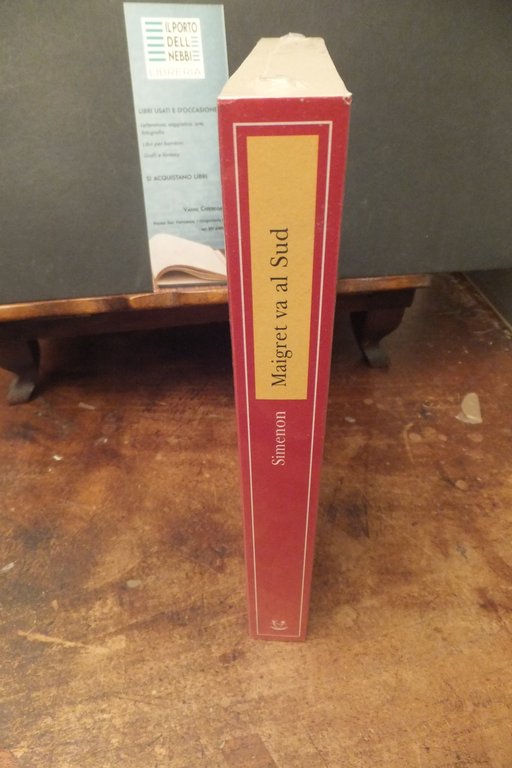 IL PORTO
DELLE
NEBBIE
LIBRERIA
LIBRI USATI E D'OCCASIONE
Letteratura, saggistica, arte,
fotografia
Libri per bambini
Gialli e fantasy
SI ACQUISTANO LIBRI
Maigret va al Sud
Simenon